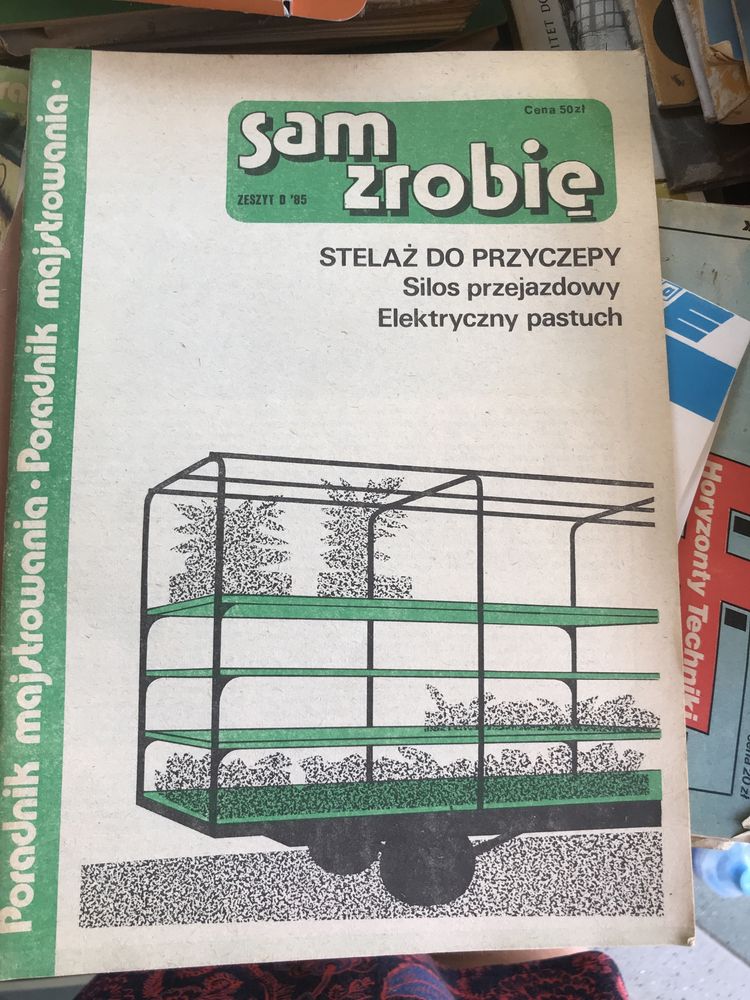 Poradnik majstrowania · Poradnik majstrowania ·
Cena 50zł
sam
zrobię
ZESZYT D '85
STELAŻ DO PRZYCZEPY
Silos przejazdowy
Elektryczny pastuch
Horyzonty Techniki